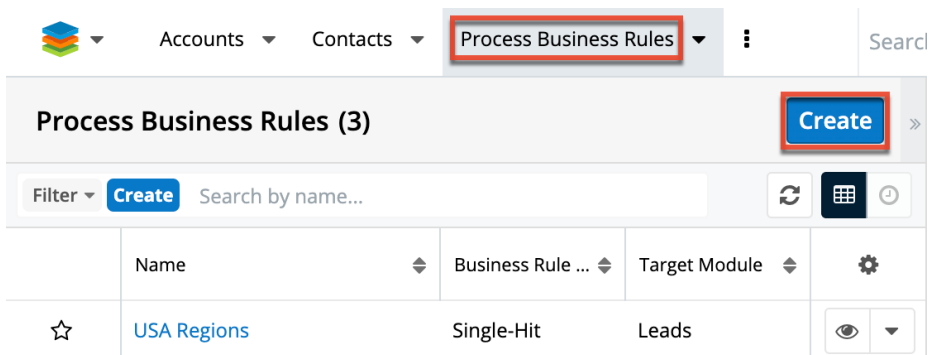 Accounts Contacts Process Business Rules Search
Process Business Rules (3) Create »
Filter Create Search by name...
Name Business Rule ... Target Module
USA Regions Single-Hit Leads